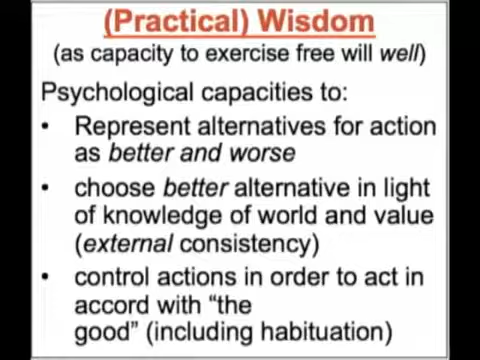 (Practical) Wisdom
(as capacity to exercise free will well)
Psychological capacities to:
• Represent alternatives for action
as better and worse
• choose better alternative in light
of knowledge of world and value
(external consistency)
• control actions in order to act in
accord with “the
good” (including habituation)